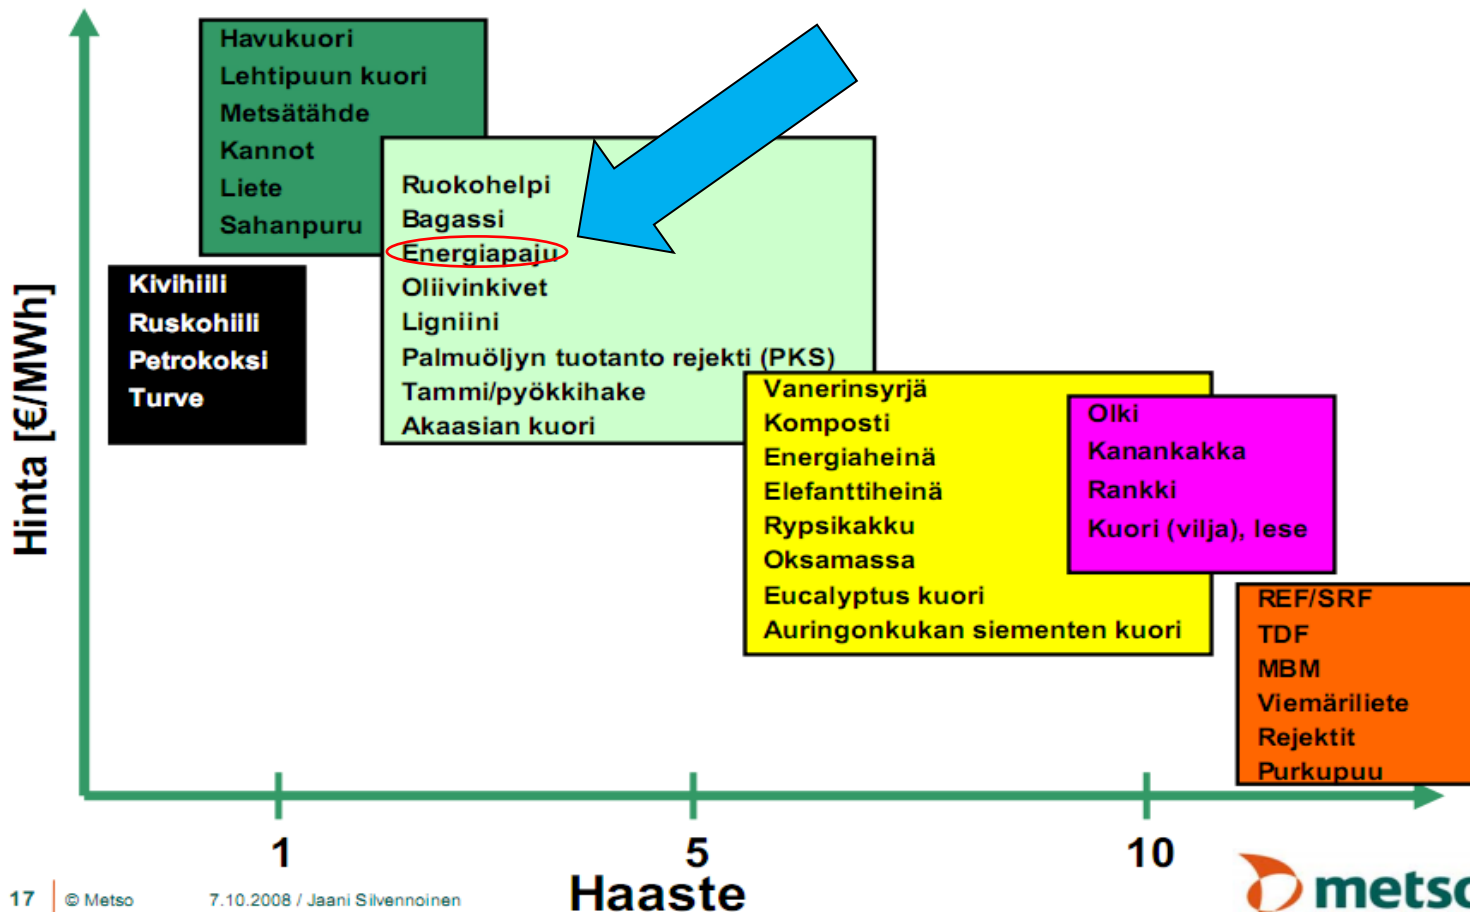 Havukuori
Lehtipuun kuori
Metsätähde
Kannot
Liete
Sahanpuru
Ruokohelpi
Bagassi
Energiapaju
Oliivinkivet
Ligniini
Palmuöljyn tuotanto rejekti (PKS)
Tammi/pyökkihake
Akaasian kuori
Kivihiili
Ruskohiili
Petrokoksi
Turve
Vanerinsyrjä
Komposti
Energiaheinä
Elefanttiheinä
Rypsikakku
Oksamassa
Eucalyptus kuori
Auringonkukan siementen kuori
Olki
Kanankakka
Rankki
Kuori (vilja), lese
REF/SRF
TDF
MBM
Viemäriliete
Rejektit
Purkupuu
Hinta [€/MWh]
1 5 10
Haaste
17 © Metso 7.10.2008 / Jaani Silvennoinen
metso